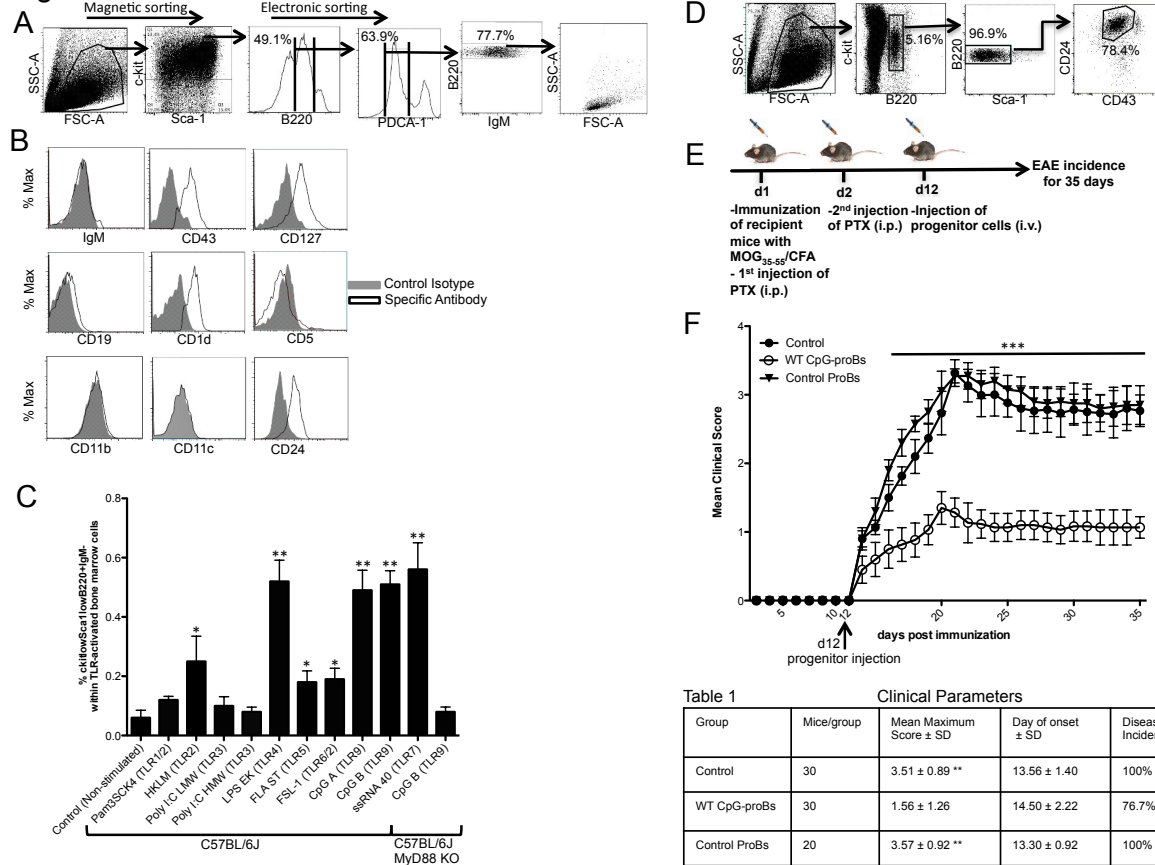 Magnetic sorting
Electronic sorting
A
SSC-A
FSC-A
c-kit
Sca-1
49.1%
B220
63.9%
PDCA-1
B220
77.7%
IgM
SSC-A
FSC-A
B
% Max
IgM
CD43
CD127
% Max
CD19
CD1d
CD5
Control Isotype
Specific Antibody
% Max
CD11b
CD11c
CD24
C
% ckitlowSca1lowB220+IgM-
within TLR-activated bone marrow cells
0.8
0.6
0.4
0.2
0.0
*
**
*
*
**
**
**
Control (Non-stimulated)
Pam3SCK4 (TLR1/2)
HKLM (TLR2)
Poly I:C LMW (TLR3)
Poly I:C HMW (TLR3)
LPS EK (TLR4)
FLA ST (TLR5)
FSL-1 (TLR6/2)
CpG A (TLR9)
CpG B (TLR9)
ssRNA 40 (TLR7)
CpG B (TLR9)
C57BL/6J
C57BL/6J
MyD88 KO
D
SSC-A
FSC-A
c-kit
5.16%
B220
B220
96.9%
Sca-1
CD24
78.4%
CD43
E
d1
d2
d12
EAE incidence
for 35 days
-Immunization
of recipient
mice with
MOG35-55/CFA
- 1st injection of
PTX (i.p.)
-2nd injection
of PTX (i.p.)
-Injection of
progenitor cells (i.v.)
F
Mean Clinical Score
4
3
2
1
0
Control
WT CpG-proBs
Control ProBs
***
5
10
12
20
25
30
35
days post immunization
d12
progenitor injection
Table 1
Clinical Parameters
Group
Mice/group
Mean Maximum
Score ± SD
Day of onset
± SD
Diseas
Inciden
Control
30
3.51 ± 0.89 **
13.56 ± 1.40
100%
WT CpG-proBs
30
1.56 ± 1.26
14.50 ± 2.22
76.7%
Control ProBs
20
3.57 ± 0.92 **
13.30 ± 0.92
100%